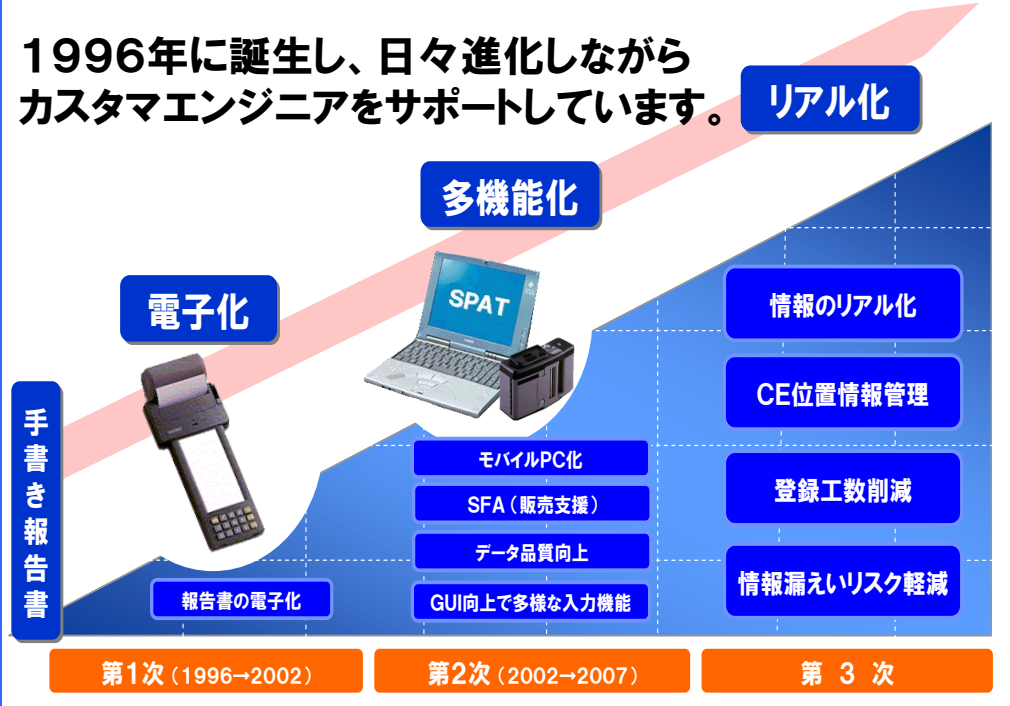 1996年に誕生し、日々進化しながら
カスタマエンジニアをサポートしています。
リアル化
多機能化
電子化
手書き報告書
SPAT
報告書の電子化
モバイルPC化
SFA（販売支援）
データ品質向上
GUI向上で多様な入力機能
情報のリアル化
CE位置情報管理
登録工数削減
情報漏えいリスク軽減
第1次（1996→2002）
第2次（2002→2007）
第 3 次